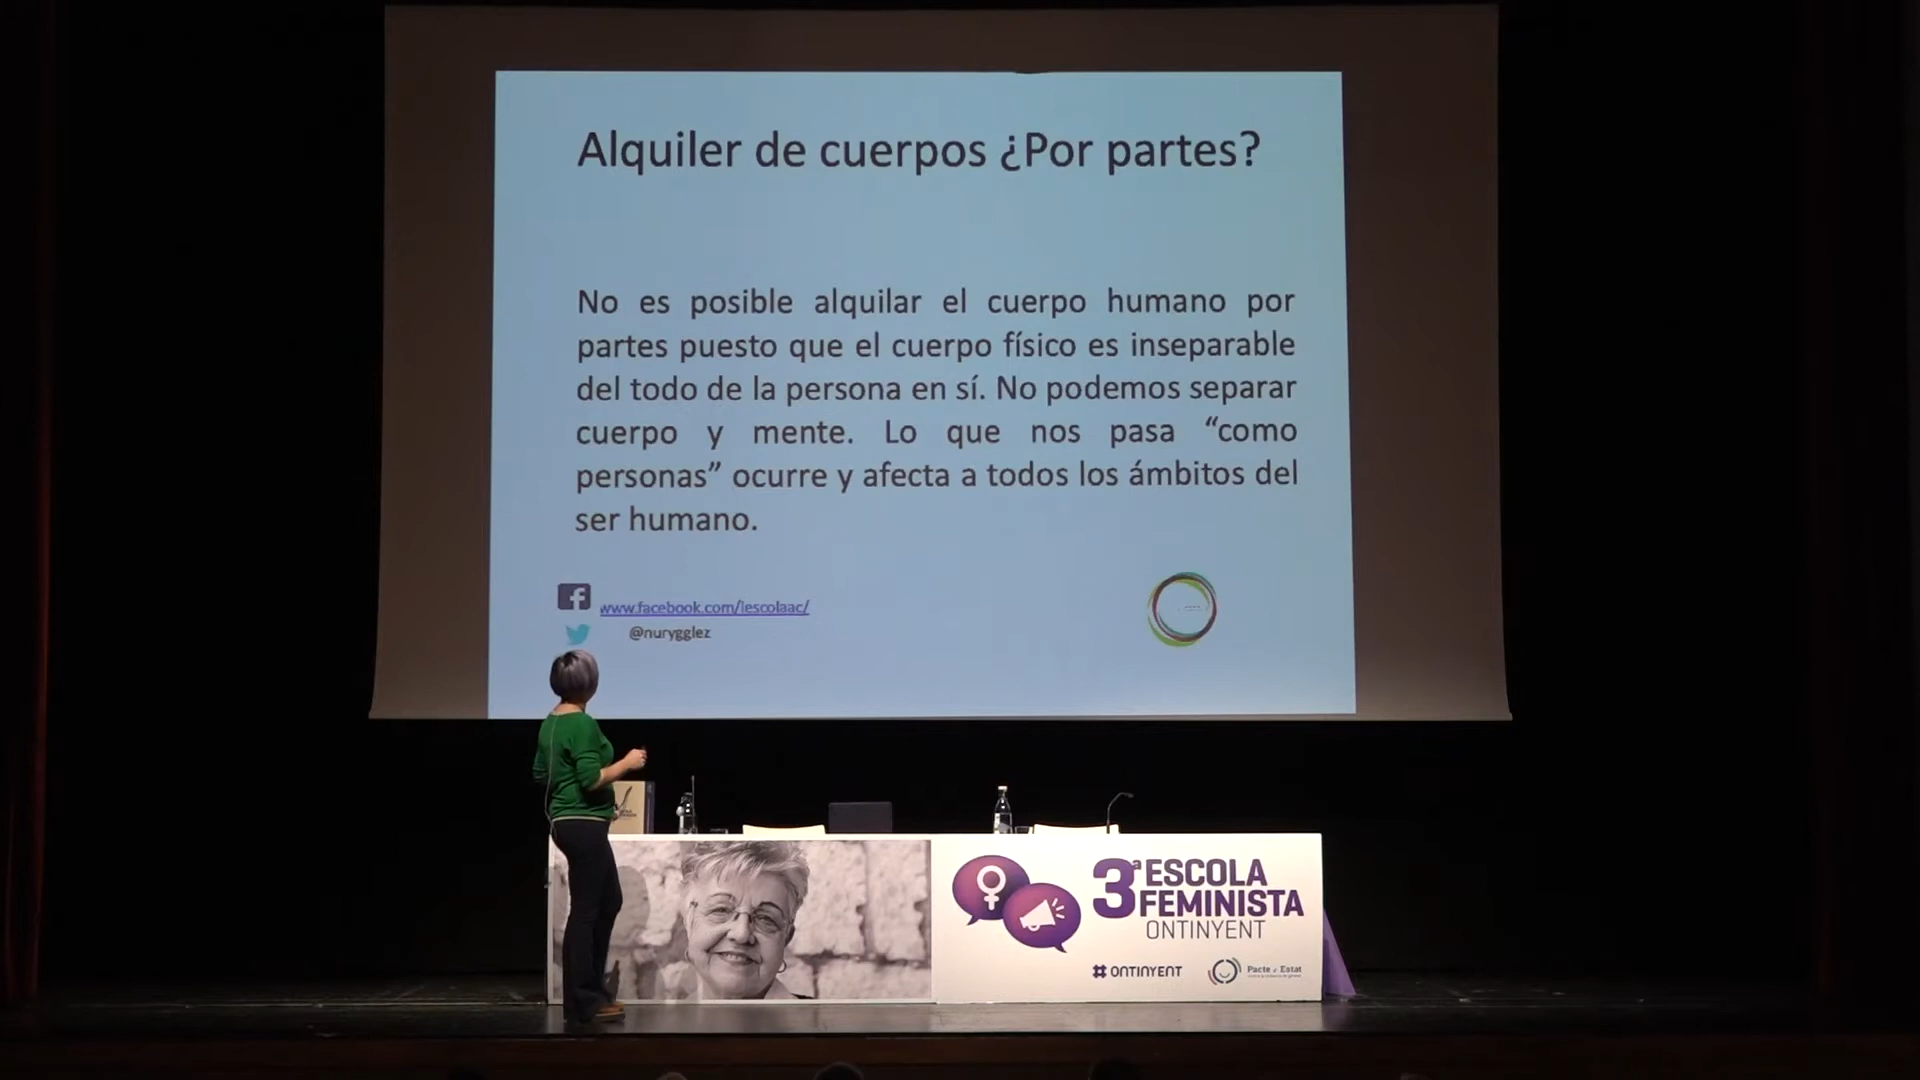 Alquiler de cuerpos ¿Por partes?
No es posible alquilar el cuerpo humano por
partes puesto que el cuerpo físico es inseparable
del todo de la persona en sí. No podemos separar
cuerpo y mente. Lo que nos pasa “como
personas” ocurre y afecta a todos los ámbitos del
ser humano.
www.facebook.com/lescolaac/
@nurygglez
3ª ESCOLA
FEMINISTA
ONTINYENT
ONTINYENT
Pacte d Estat